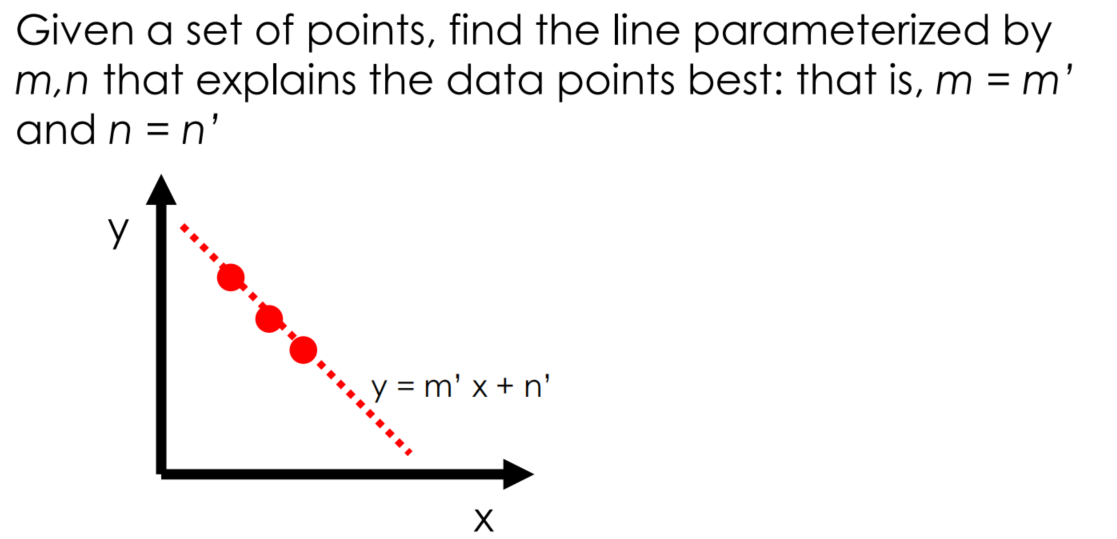 Given a set of points, find the line parameterized by
m,n that explains the data points best: that is, m = m'
and n = n'
y
y = m' x + n'
x